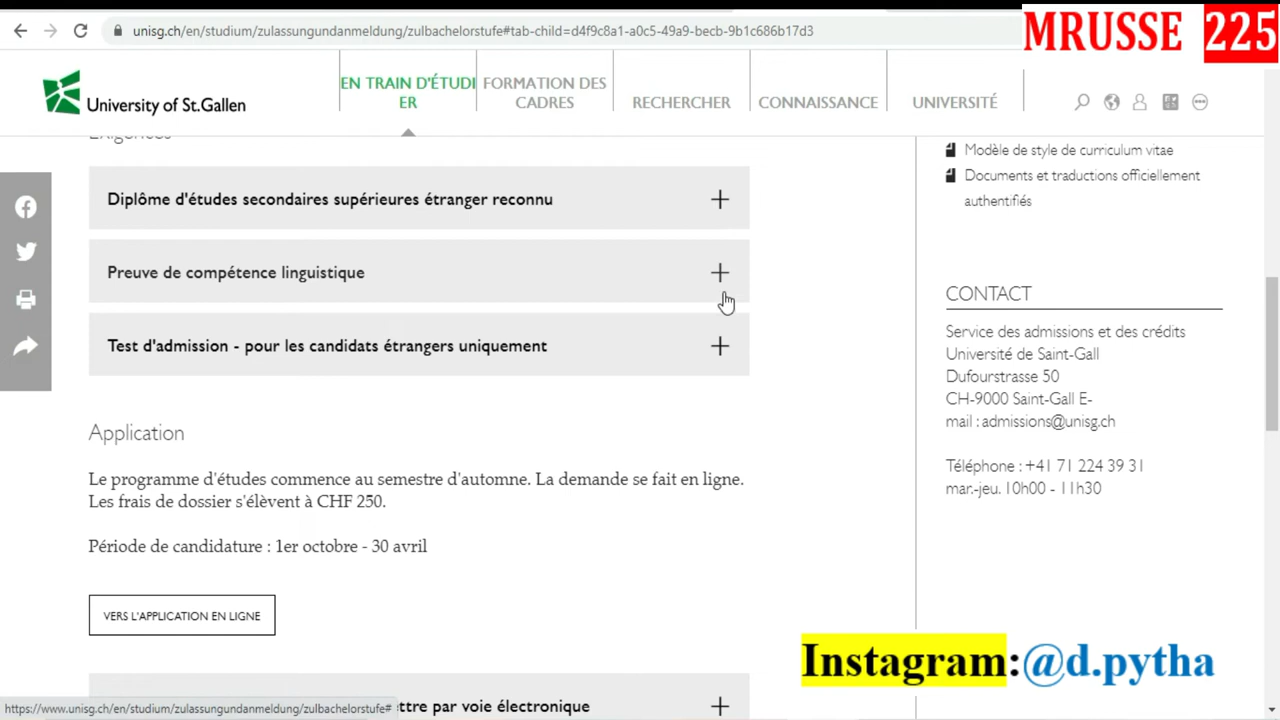 unisg.ch/en/studium/zulassungundanmeldung/zulbachelorstufe#tab-child=d4f9c8a1-a0c5-49a9-becb-9b1c686b17d3
MRUSSE 225
University of St.Gallen
EN TRAIN D'ÉTUDI
ER
FORMATION DES
CADRES
RECHERCHER
CONNAISSANCE
UNIVERSITÉ
Exigences
Diplôme d'études secondaires supérieures étranger reconnu
Preuve de compétence linguistique
Test d'admission - pour les candidats étrangers uniquement
Application
Le programme d'études commence au semestre d'automne. La demande se fait en ligne.
Les frais de dossier s'élèvent à CHF 250.
Période de candidature : 1er octobre - 30 avril
VERS L'APPLICATION EN LIGNE
ttre par voie électronique
Modèle de style de curriculum vitae
Documents et traductions officiellement
authentifiés
CONTACT
Service des admissions et des crédits
Université de Saint-Gall
Dufourstrasse 50
CH-9000 Saint-Gall E-
mail : admissions@unisg.ch
Téléphone : +41 71 224 39 31
mar.-jeu. 10h00 - 11h30
Instagram:@d.pytha
https://www.unisg.ch/en/studium/zulassungundanmeldung/zulbachelorstufe#